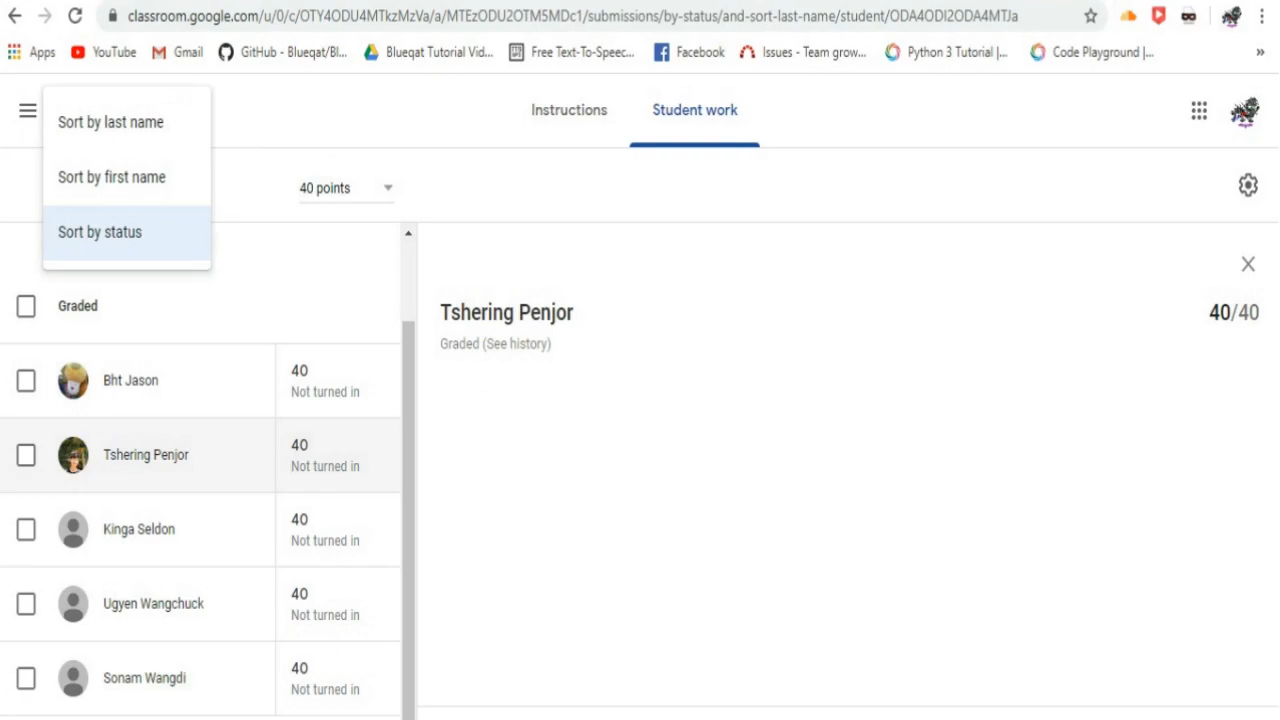 classroom.google.com/u/0/c/OTY4ODU4MTkzMzVa/a/MTEzODU2OTM5MDc1/submissions/by-status/and-sort-last-name/student/ODA4ODI2ODA4MTJa
Apps YouTube Gmail GitHub - Blueqat/Bl... Blueqat Tutorial Vid... Free Text-To-Speec... Facebook Issues - Team grow... Python 3 Tutorial |... Code Playground |... »
Sort by last name
Sort by first name
Sort by status
Instructions Student work
40 points
Graded
Bht Jason 40
Not turned in
Tshering Penjor 40
Not turned in
Kinga Seldon 40
Not turned in
Ugyen Wangchuck 40
Not turned in
Sonam Wangdi 40
Not turned in
Tshering Penjor 40/40
Graded (See history)